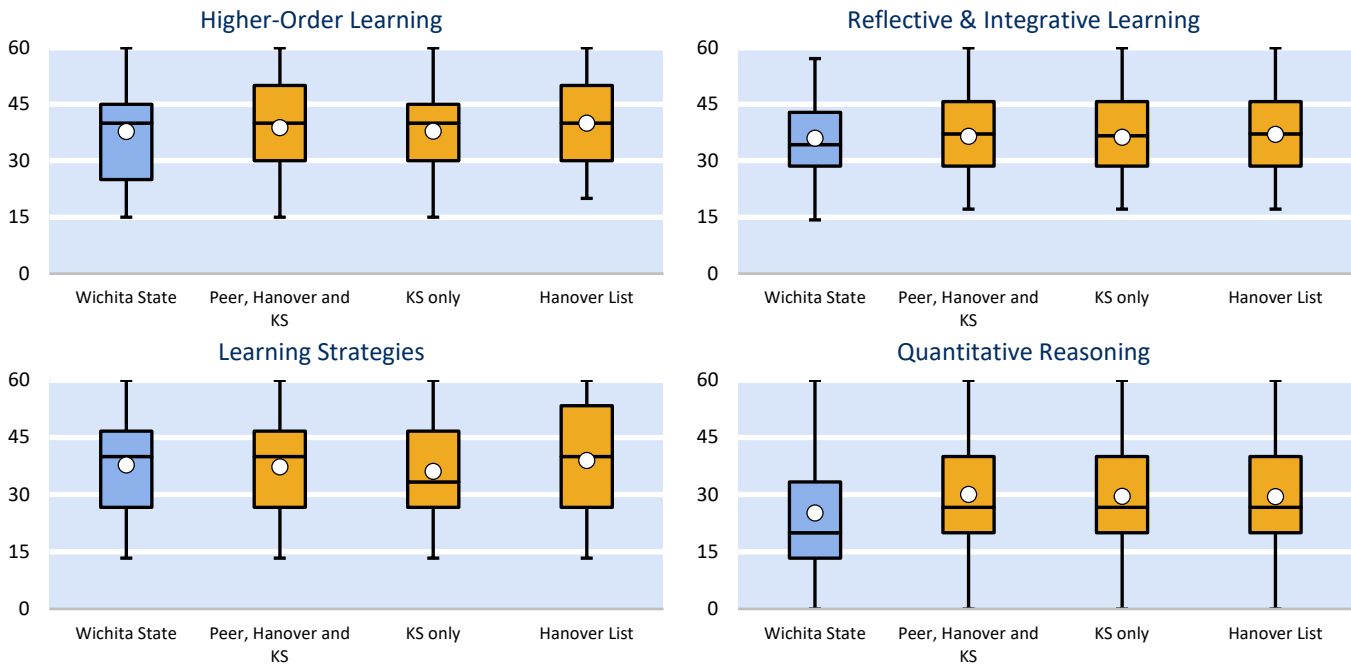 Higher-Order Learning
60
45
30
15
0
Wichita State
Peer, Hanover and
KS
KS only
Hanover List
Reflective & Integrative Learning
60
45
30
15
0
Wichita State
Peer, Hanover and
KS
KS only
Hanover List
Learning Strategies
60
45
30
15
0
Wichita State
Peer, Hanover and
KS
KS only
Hanover List
Quantitative Reasoning
60
45
30
15
0
Wichita State
Peer, Hanover and
KS
KS only
Hanover List